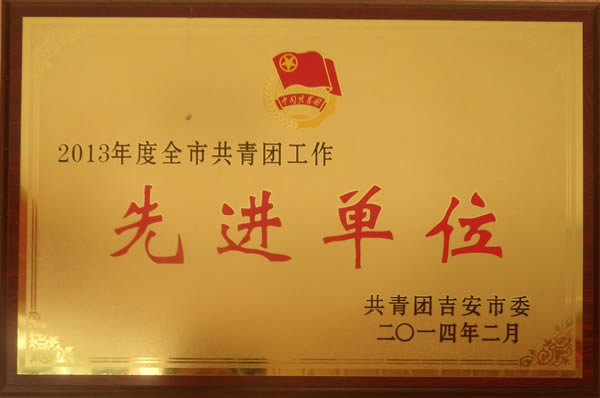 中国共青团
2013年度全市共青团工作
先进单位
共青团吉安市委
二〇一四年二月